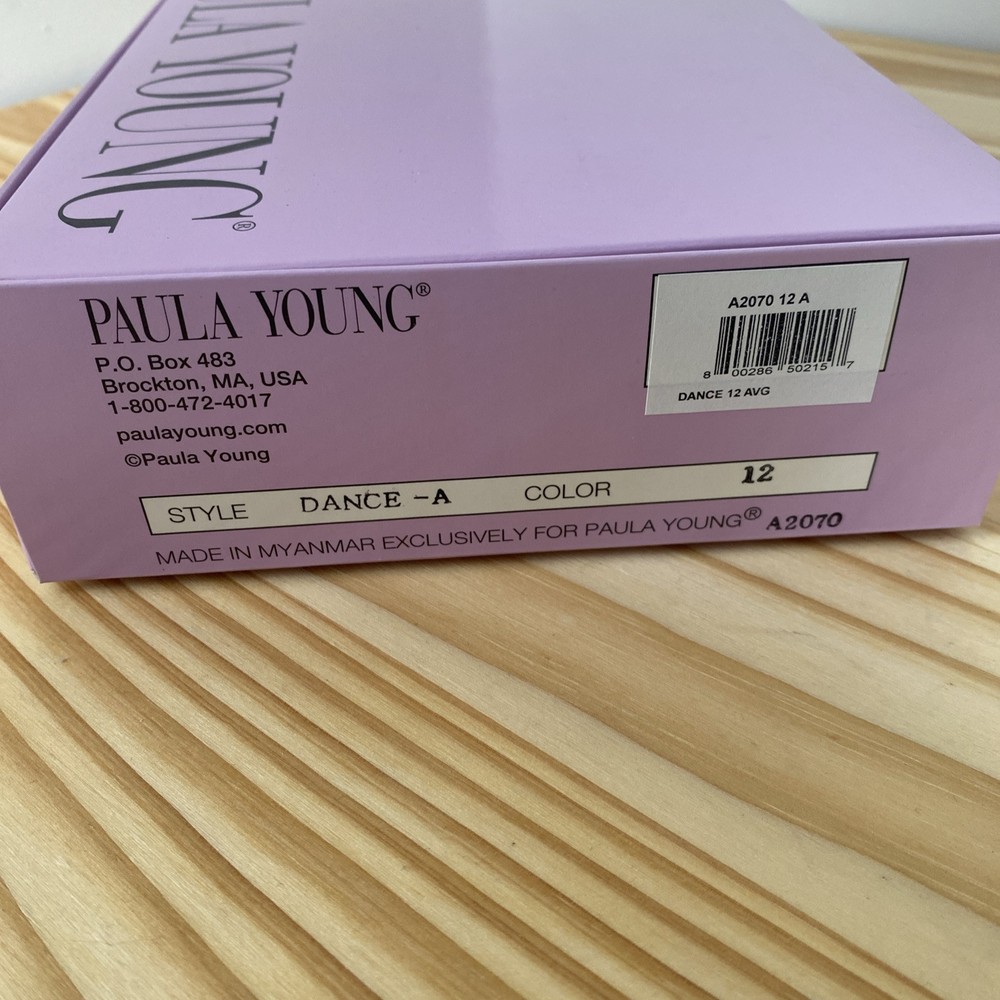 LA YOUNG®
PAULA YOUNG®
P.O. Box 483
Brockton, MA, USA
1-800-472-4017
paulayoung.com
©Paula Young
A2070 12 A
8 00286 50215 7
DANCE 12 AVG
STYLE DANCE -A COLOR 12
MADE IN MYANMAR EXCLUSIVELY FOR PAULA YOUNG® A2070